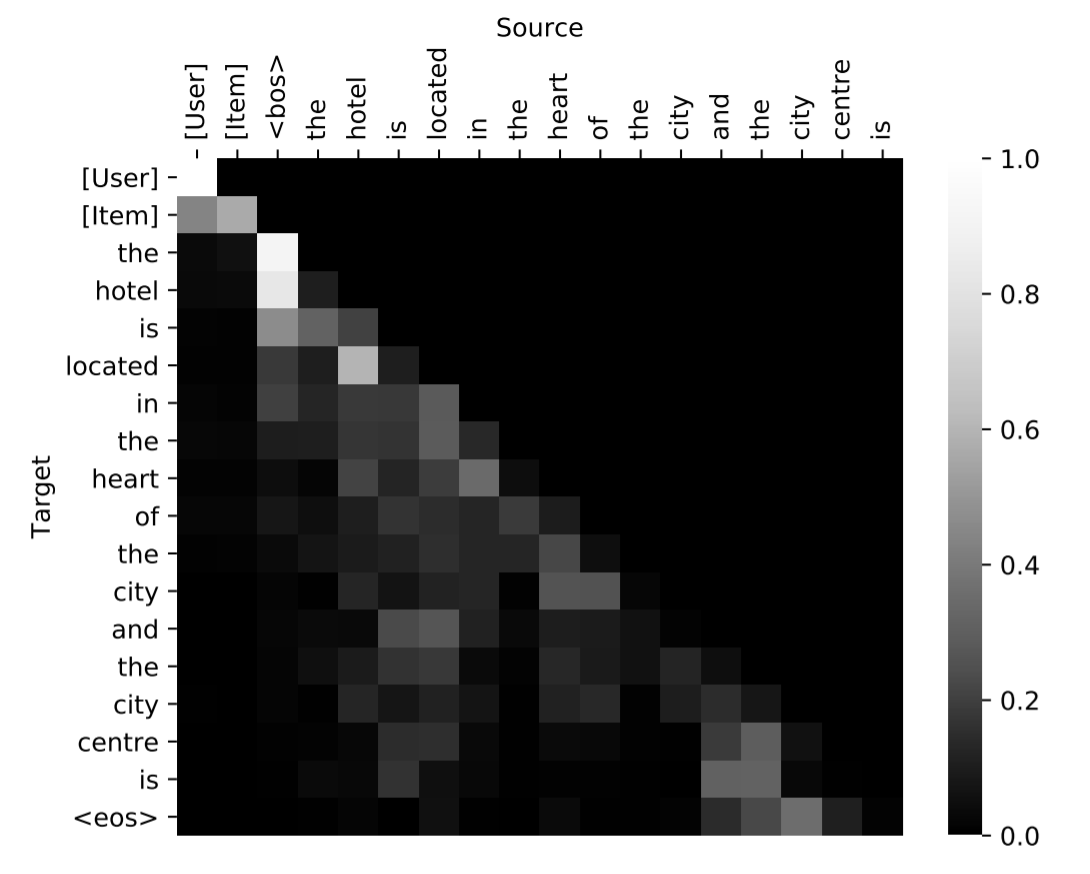 Source
[User]
[Item]
<bos>
the
hotel
is
located
in
the
heart
of
the
city
and
the
city
centre
is
Target
[User]
[Item]
the
hotel
is
located
in
the
heart
of
the
city
and
the
city
centre
is
<eos>
1.0
0.8
0.6
0.4
0.2
0.0